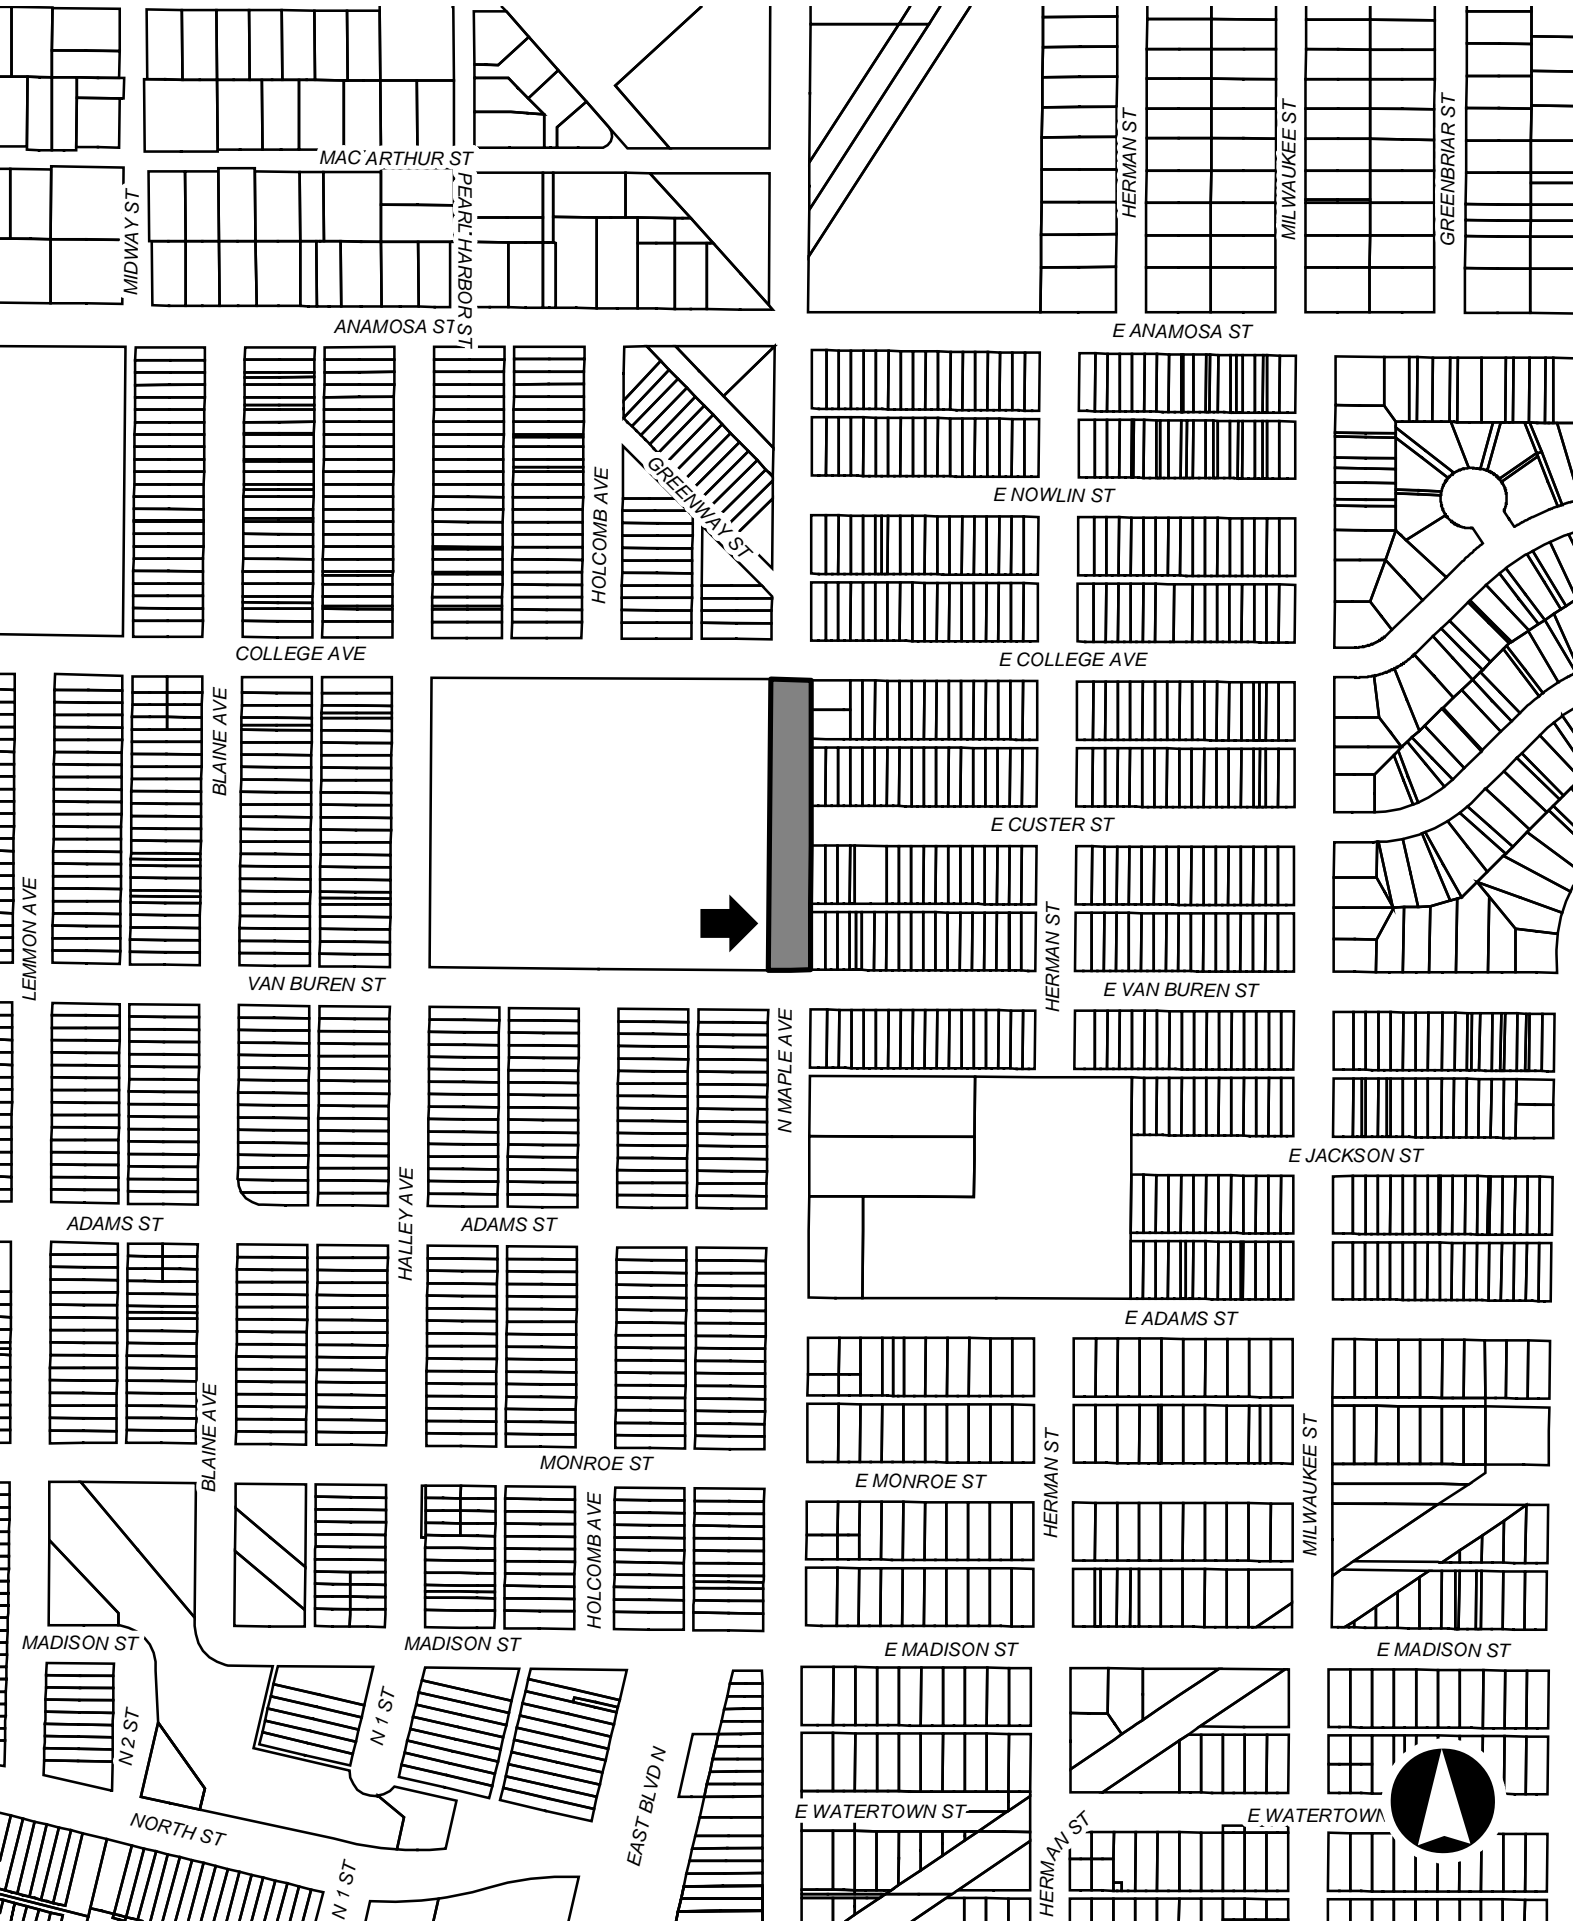 HERMAN ST
MILWAUKEE ST
GREENBRIAR ST
MAC ARTHUR ST
MIDWAY ST
PEARL HARBOR ST
ANAMOSA ST
E ANAMOSA ST
HOLCOMB AVE
GREENWAY ST
E NOWLIN ST
COLLEGE AVE
E COLLEGE AVE
BLAINE AVE
E CUSTER ST
LEMMON AVE
HERMAN ST
VAN BUREN ST
E VAN BUREN ST
N MAPLE AVE
E JACKSON ST
HALLEY AVE
ADAMS ST
ADAMS ST
E ADAMS ST
BLAINE AVE
MONROE ST
E MONROE ST
HERMAN ST
MILWAUKEE ST
HOLCOMB AVE
MADISON ST
MADISON ST
E MADISON ST
E MADISON ST
N 2 ST
N 1 ST
EAST BLVD N
E WATERTOWN ST
E WATERTOWN
NORTH ST
N 1 ST
HERMAN ST